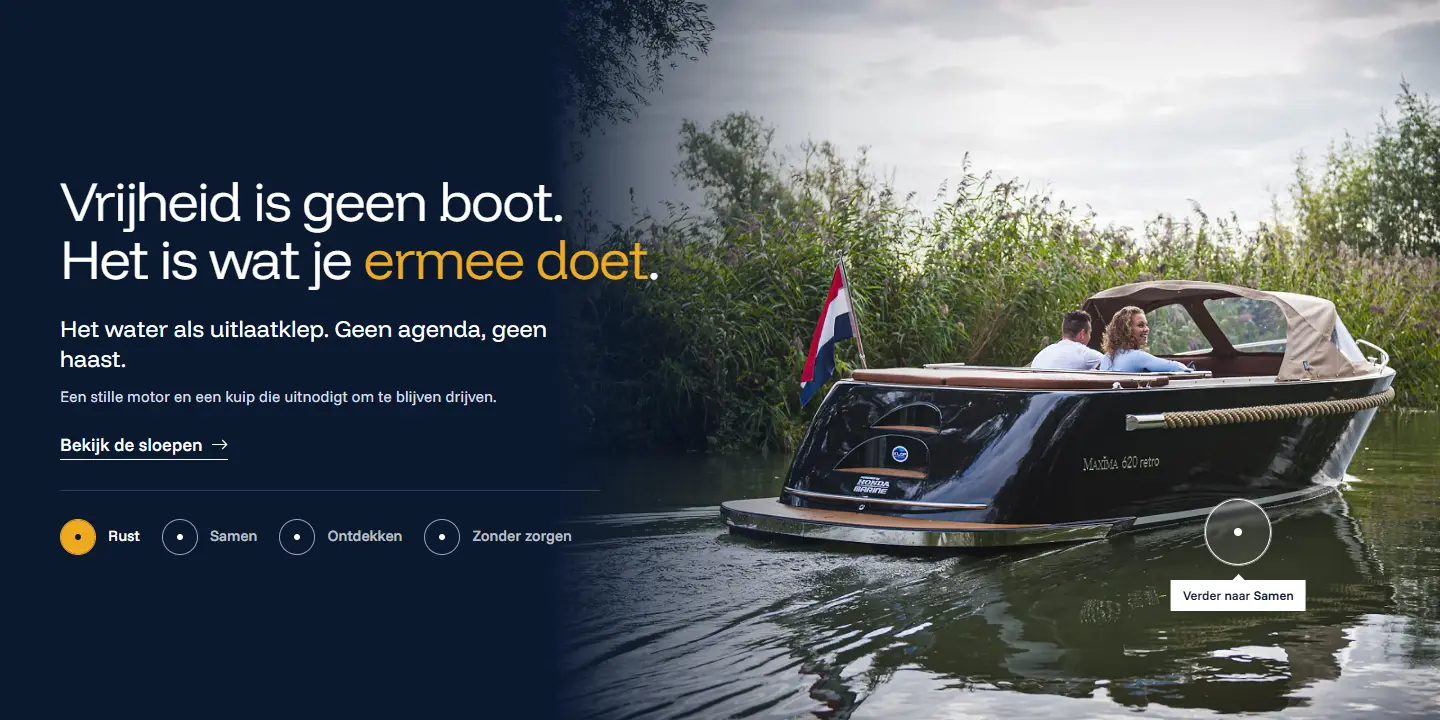 Vrijheid is geen boot.
Het is wat je ermee doet.
Het water als uitlaatklep. Geen agenda, geen
haast.
Een stille motor en een kuip die uitnodigt om te blijven drijven.
Bekijk de sloepen →
Rust
Samen
Ontdekken
Zonder zorgen
MAXIMA 620 retro
HONDA
MARINE
Verder naar Samen